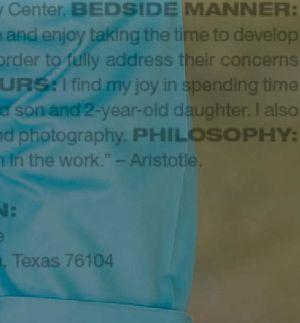 Center. BEDSIDE MANNER:
and enjoy taking the time to develop
order to fully address their concerns
URS: I find my joy in spending time
son and 2-year-old daughter. I also
photography. PHILOSOPHY:
in the work.” – Aristotle.
N:
, Texas 76104